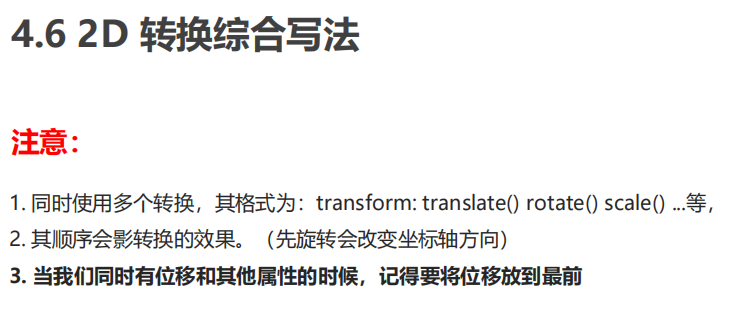 4.6 2D 转换综合写法
注意：
1. 同时使用多个转换，其格式为：transform: translate() rotate() scale() ...等，
2. 其顺序会影转换的效果。（先旋转会改变坐标轴方向）
3. 当我们同时有位移和其他属性的时候，记得要将位移放到最前